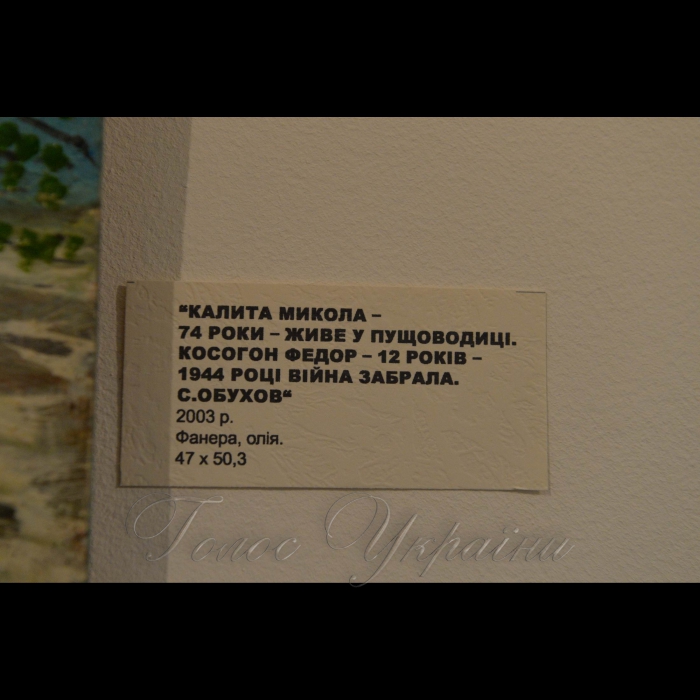 “КАЛИТА МИКОЛА –
74 РОКИ – ЖИВЕ У ПУЩОВОДИЦІ.
КОСОГОН ФЕДОР – 12 РОКІВ –
1944 РОЦІ ВІЙНА ЗАБРАЛА.
С.ОБУХОВ“
2003 р.
Фанера, олія.
47 х 50,3
Голос України